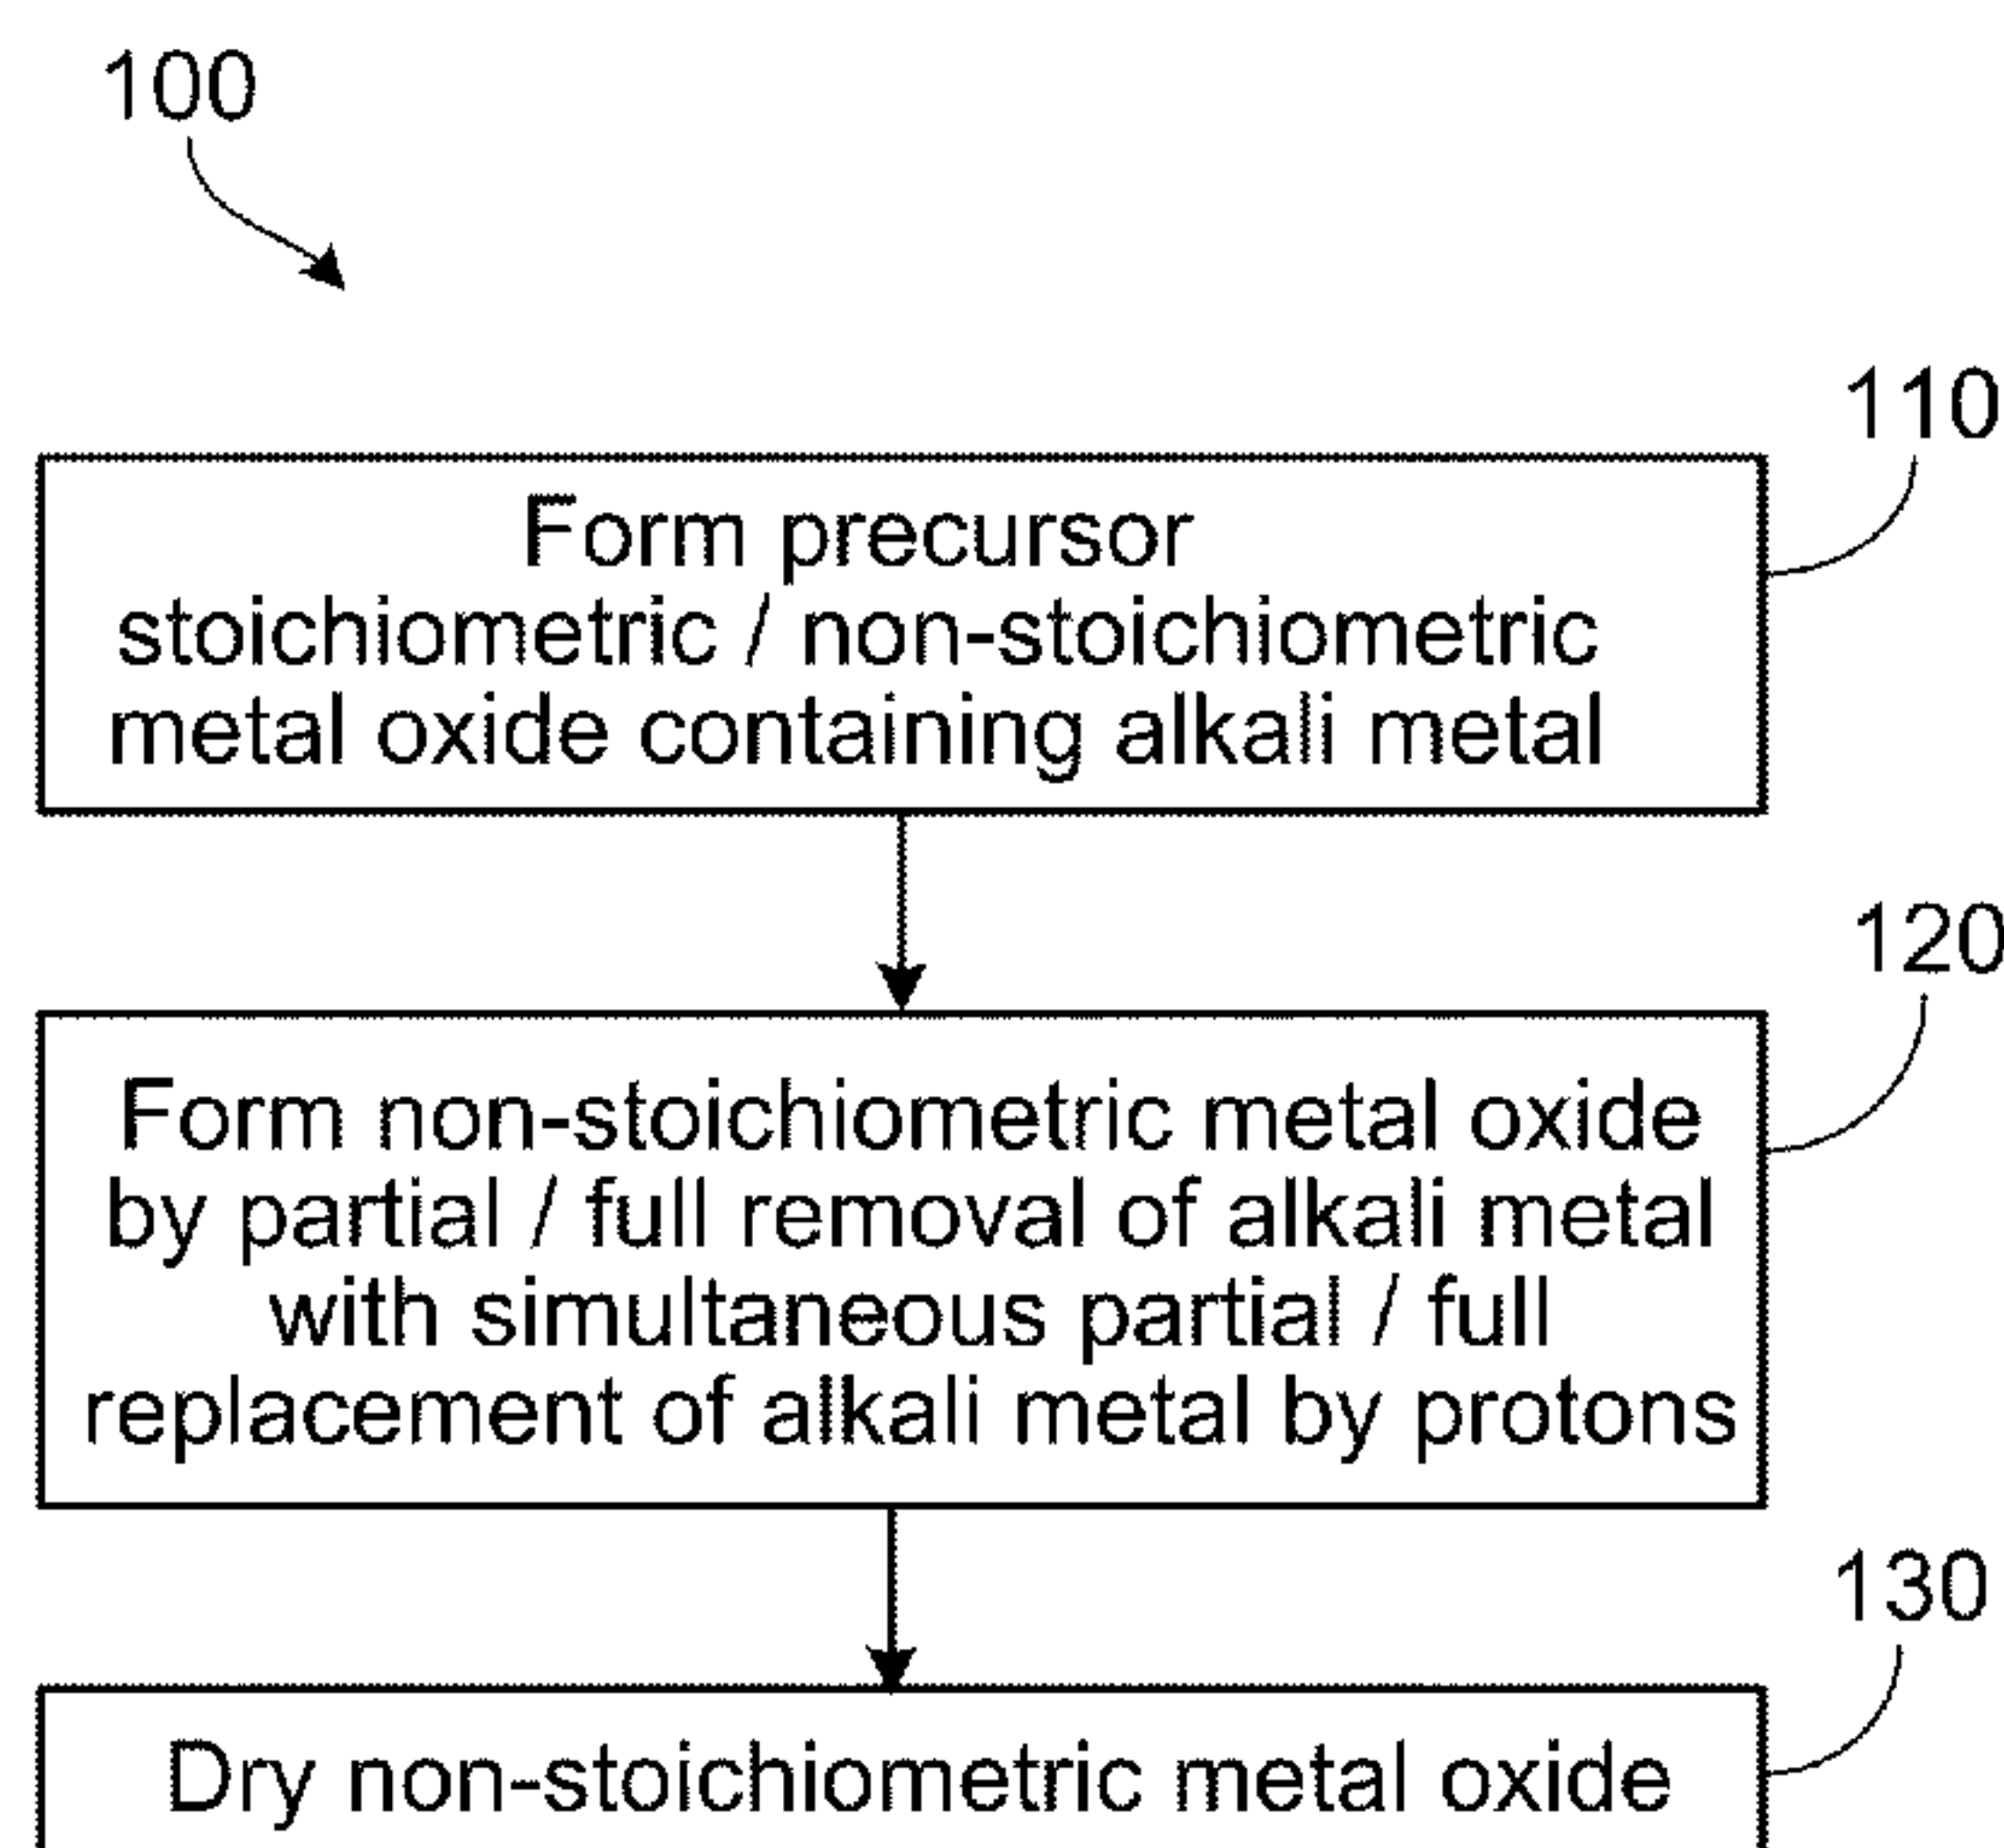 100
110
Form precursor
stoichiometric / non-stoichiometric
metal oxide containing alkali metal
120
Form non-stoichiometric metal oxide
by partial / full removal of alkali metal
with simultaneous partial / full
replacement of alkali metal by protons
130
Dry non-stoichiometric metal oxide